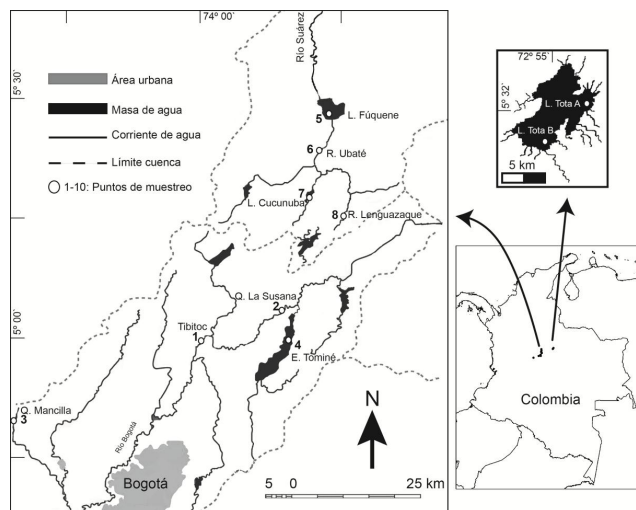 74° 00'
5° 30'
Área urbana
Masa de agua
Corriente de agua
Límite cuenca
1-10: Puntos de muestreo
Río Suárez
5
L. Fúquene
6
R. Ubaté
7
L. Cucunuba
8
R. Lenguazaque
Q. La Susana
2
Tibitoc
1
5° 00'
4
E. Tominé
Q. Mancilla
3
Río Bogotá
Bogotá
N
5 0 25 km
72° 55'
5° 32'
L. Tota A
L. Tota B
5 km
Colombia